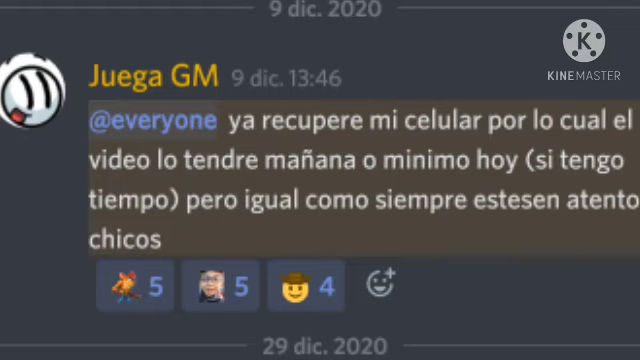 9 dic. 2020
KINEMASTER
Juega GM 9 dic. 13:46
@everyone ya recupere mi celular por lo cual el
video lo tendre mañana o minimo hoy (si tengo
tiempo) pero igual como siempre estesen atento
chicos
5 5 4
29 dic. 2020